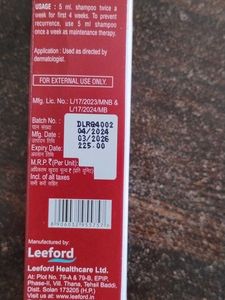 USAGE : 5 ml. shampoo twice a
week for first 4 weeks. To prevent
recurrence, use 5 ml shampoo
once a week as maintenance therapy.
Application : Used as directed by
dermatologist.
FOR EXTERNAL USE ONLY.
Mfg. Lic. No.: L/17/2023/MNB &
L/17/2024/MB
Batch No. : DLRG4002
Mfg. Date : 04/2024
Expiry Date: 03/2026
M.R.P. ₹(Per Unit): 225.00
Incl. of all taxes
Manufactured by:
Leeford
Leeford Healthcare Ltd.
At: Plot No. 79-A & 79-B, EPIP,
Phase-II, Vill. Thana, Tehsil Baddi,
Distt. Solan 173205 (H.P.)
Visit us at: www.leeford.in